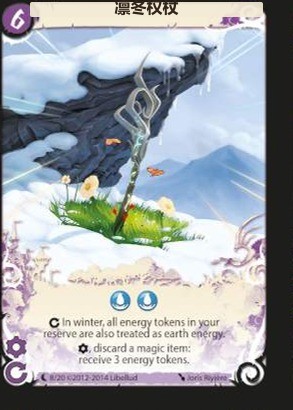 凛冬权杖
6
In winter, all energy tokens in your
reserve are also treated as earth energy.
, discard a magic item:
receive 3 energy tokens.
8/20 ©2012-2014 Libellud Joris Rivière